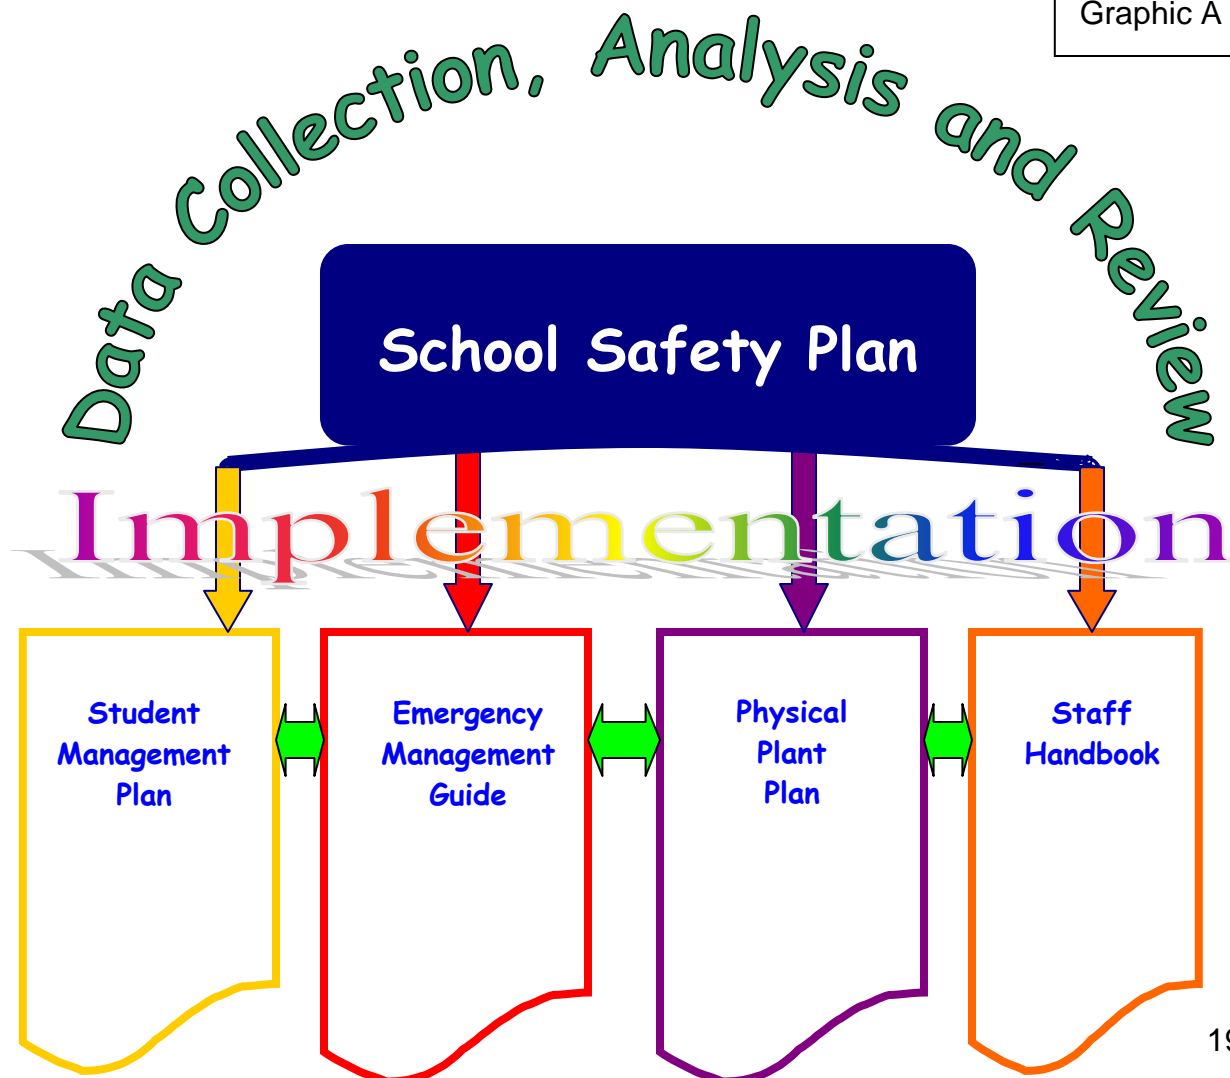 Graphic A
Data Collection, Analysis and Review
School Safety Plan
Implementation
Student
Management
Plan
Emergency
Management
Guide
Physical
Plant
Plan
Staff
Handbook